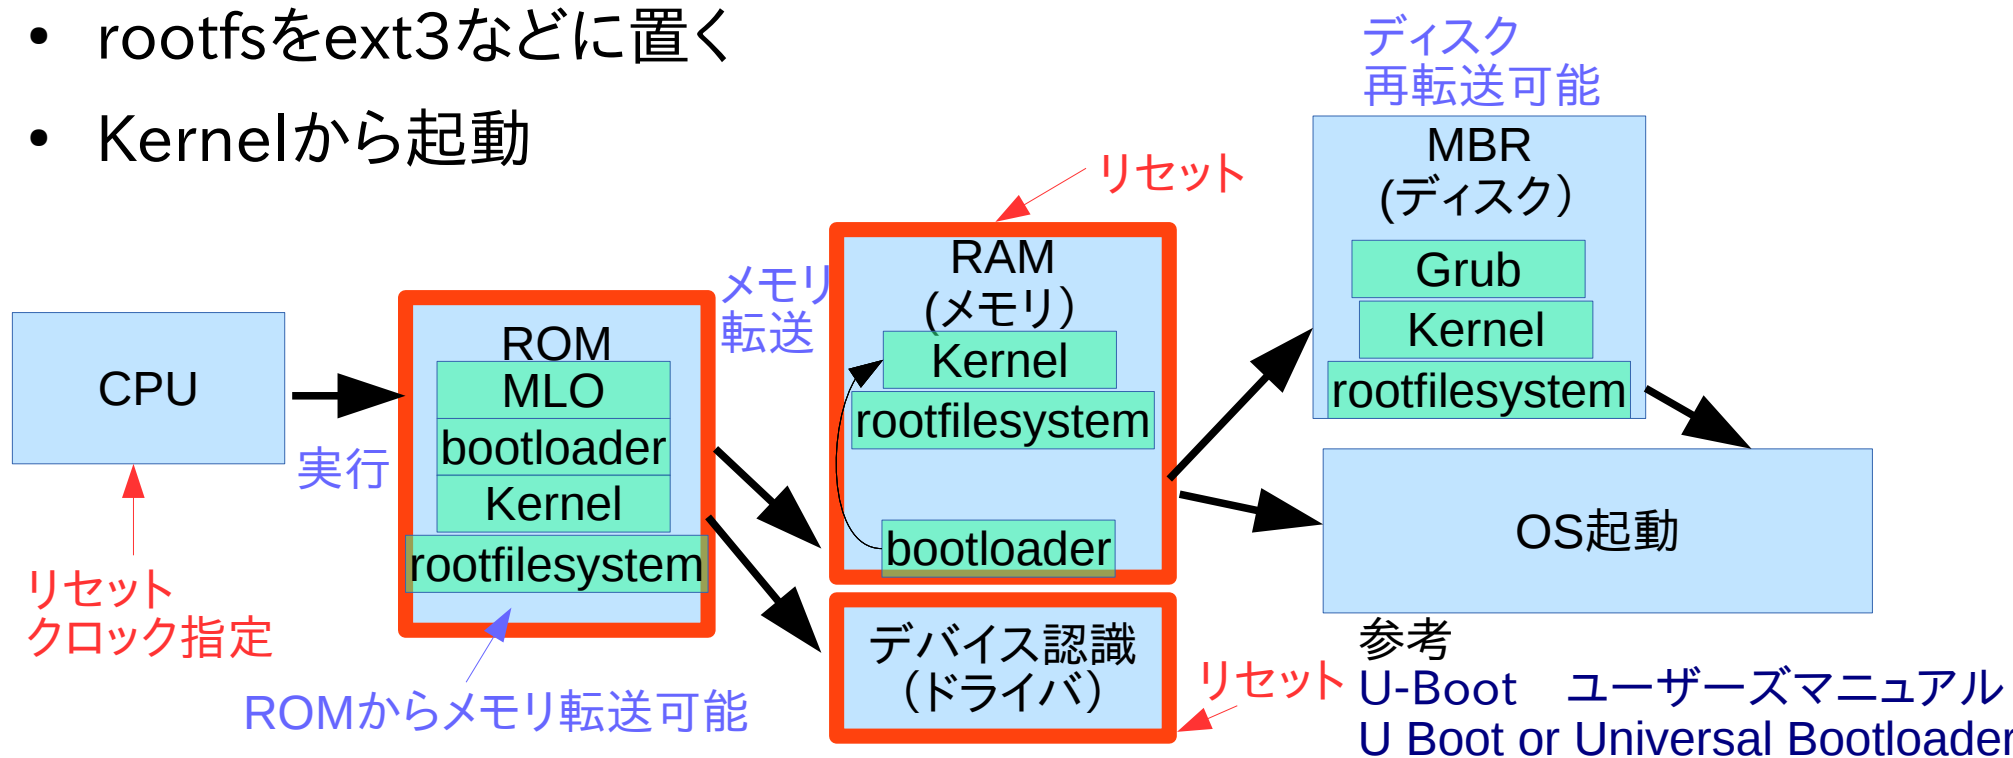 • rootfsをext3などに置く
• Kernelから起動
ディスク
再転送可能
MBR
(ディスク）
Grub
Kernel
rootfilesystem
リセット
RAM
(メモリ）
Kernel
rootfilesystem
bootloader
メモリ
転送
ROM
MLO
bootloader
Kernel
rootfilesystem
CPU
実行
リセット
クロック指定
ROMからメモリ転送可能
デバイス認識
（ドライバ）
リセット
OS起動
参考
U-Boot　ユーザーズマニュアル
U Boot or Universal Bootloader